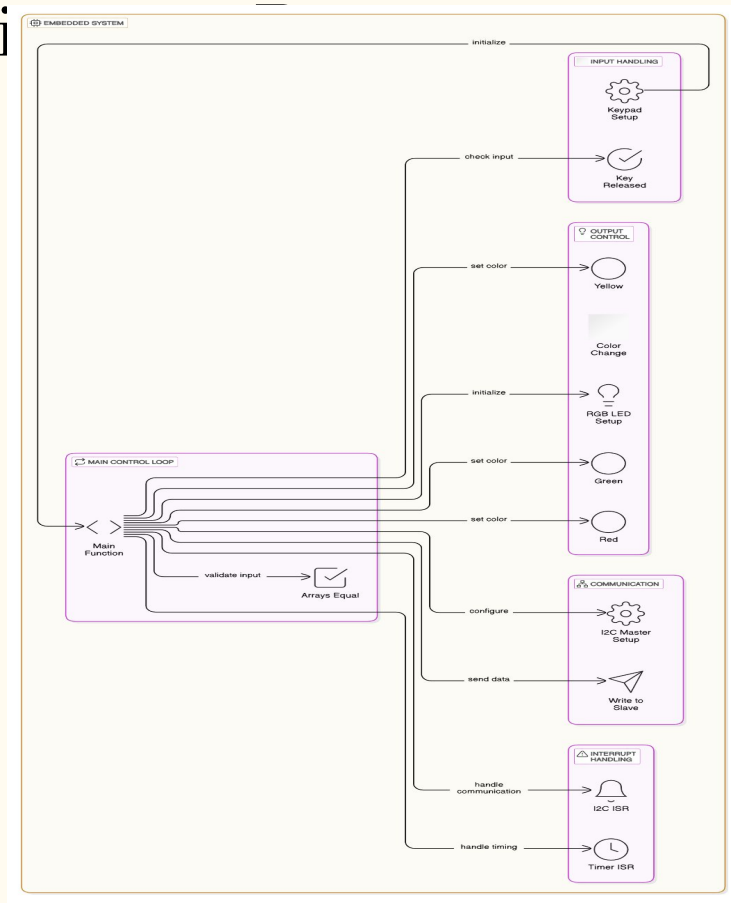 EMBEDDED SYSTEM
initialize
INPUT HANDLING
Keypad
Setup
check input
Key
Released
OUTPUT
CONTROL
set color
Yellow
Color
Change
initialize
RGB LED
Setup
MAIN CONTROL LOOP
set color
Green
set color
Red
Main
Function
validate input
Arrays Equal
COMMUNICATION
configure
I2C Master
Setup
send data
Write to
Slave
INTERRUPT
HANDLING
handle
communication
I2C ISR
handle timing
Timer ISR